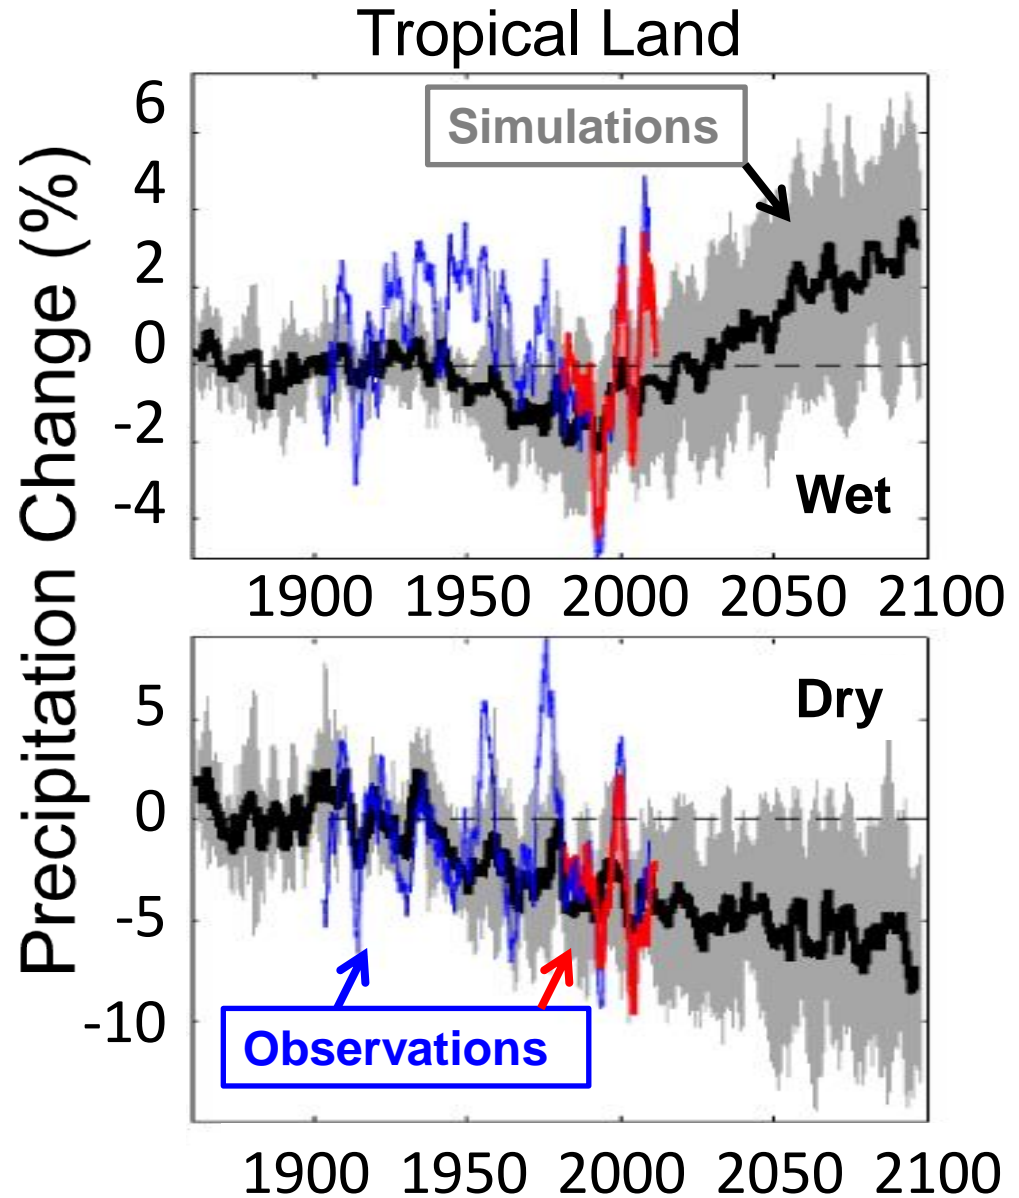 Tropical Land
Precipitation Change (%)
6
4
2
0
-2
-4
Simulations
Wet
1900 1950 2000 2050 2100
5
0
-5
-10
Dry
Observations
1900 1950 2000 2050 2100